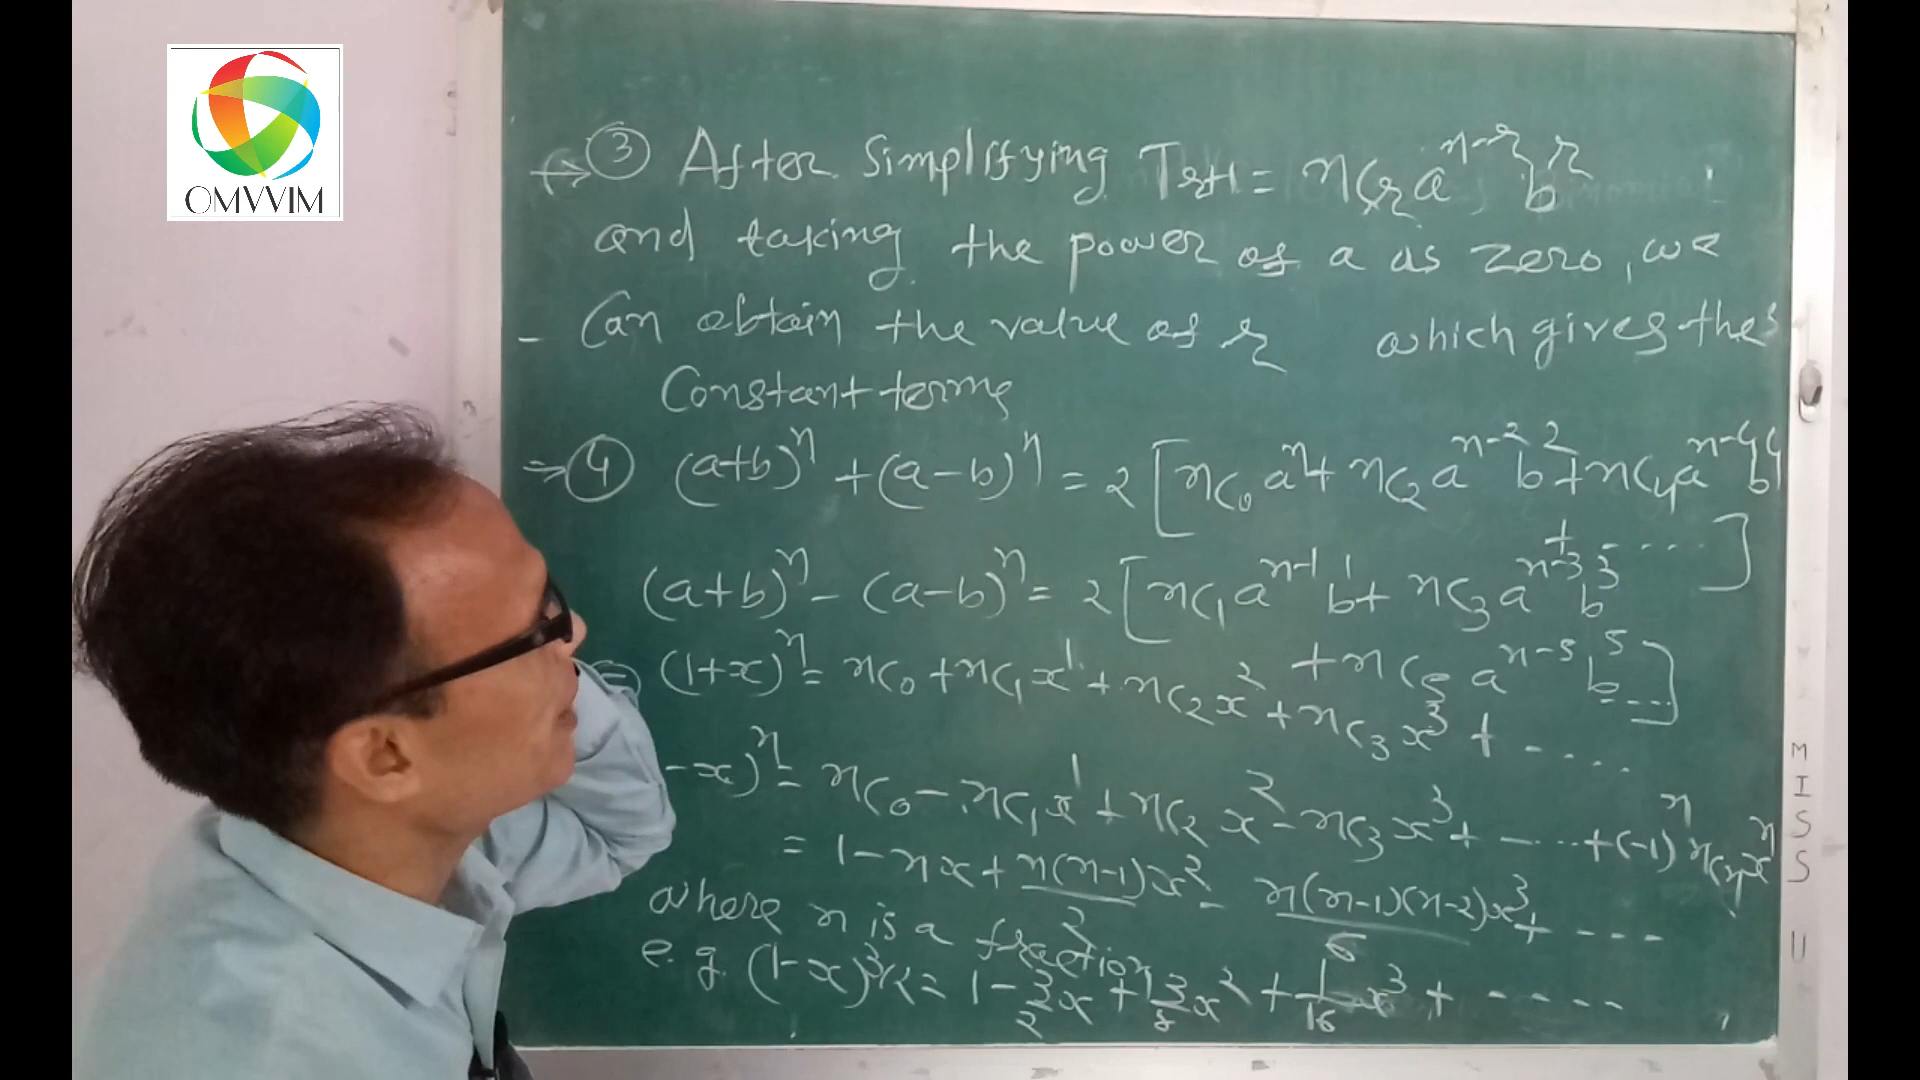 OMVVIM
③ After Simplifying Tr+1 = nCr a^n-r b^r
and taking the power of a as zero, we
- Can obtain the value of r which gives the
Constant terms
⇒ ④ (a+b)^n + (a-b)^n = 2 [nC0 a^n + nC2 a^n-2 b^2 + nC4 a^n-4 b^4
+ ----]
(a+b)^n - (a-b)^n = 2 [nC1 a^n-1 b^1 + nC3 a^n-3 b^3
+ nC5 a^n-5 b^5 ----]
(1+x)^n = nC0 + nC1 x^1 + nC2 x^2 + nC3 x^3 + -....
-x)^n = nC0 - nC1 x^1 + nC2 x^2 - nC3 x^3 + -....+(-1)^n nCn x^n
= 1 - nx + n(n-1)x^2/2 - n(n-1)(n-2)x^3/6 + ----
where n is a fraction
e.g. (1-x)^3/2 = 1 - 3/2 x + 3/8 x^2 + 1/16 x^3 + -----
MISS U